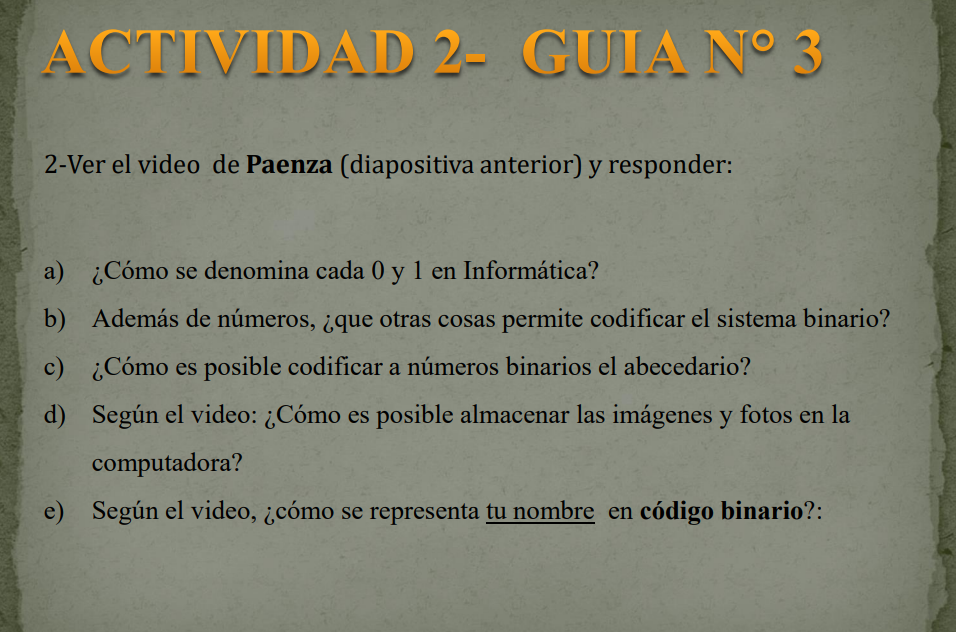 ACTIVIDAD 2- GUIA N° 3
2-Ver el video de Paenza (diapositiva anterior) y responder:
a) ¿Cómo se denomina cada 0 y 1 en Informática?
b) Además de números, ¿que otras cosas permite codificar el sistema binario?
c) ¿Cómo es posible codificar a números binarios el abecedario?
d) Según el video: ¿Cómo es posible almacenar las imágenes y fotos en la
computadora?
e) Según el video, ¿cómo se representa tu nombre en código binario?: